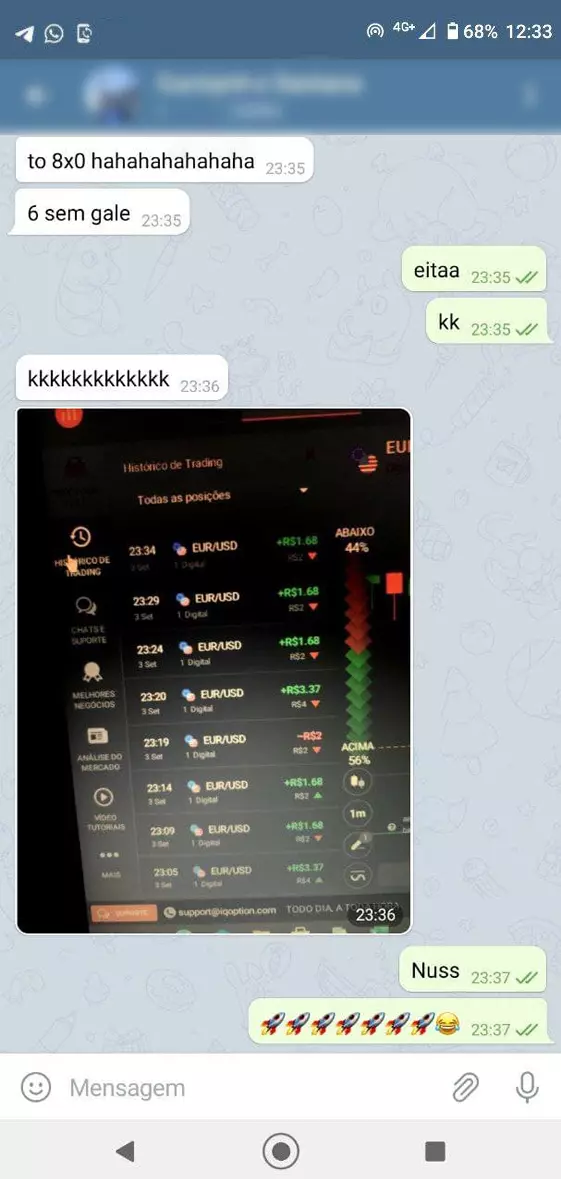 4G+ 68% 12:33
to 8x0 hahahahahahaha 23:35
6 sem gale 23:35
eitaa 23:35
kk 23:35
kkkkkkkkkkkkk 23:36
EU
Histórico de Trading
Todas as posições
HISTÓRICO DE
TRADING
CHATS E
SUPORTE
MELHORES
NEGÓCIOS
ANÁLISE DO
MERCADO
VÍDEO
TUTORIAIS
MAIS
23:34 EUR/USD +R$1.68
1 Digital R$2
23:29 EUR/USD +R$1.68
3 Set 1 Digital R$2
23:24 EUR/USD +R$1.68
3 Set 1 Digital R$2
23:20 EUR/USD +R$3.37
3 Set 1 Digital R$4
23:19 EUR/USD -R$2
3 Set 1 Digital R$2
23:14 EUR/USD +R$1.68
3 Set 1 Digital R$2
23:09 EUR/USD +R$1.68
3 Set 1 Digital R$2
23:05 EUR/USD +R$3.37
3 Set 1 Digital R$4
ABAIXO
44%
ACIMA
56%
1m
SUPORTE support@iqoption.com TODO DIA, A
23:36
Nuss 23:37
🚀🚀🚀🚀🚀🚀🚀😂 23:37
Mensagem